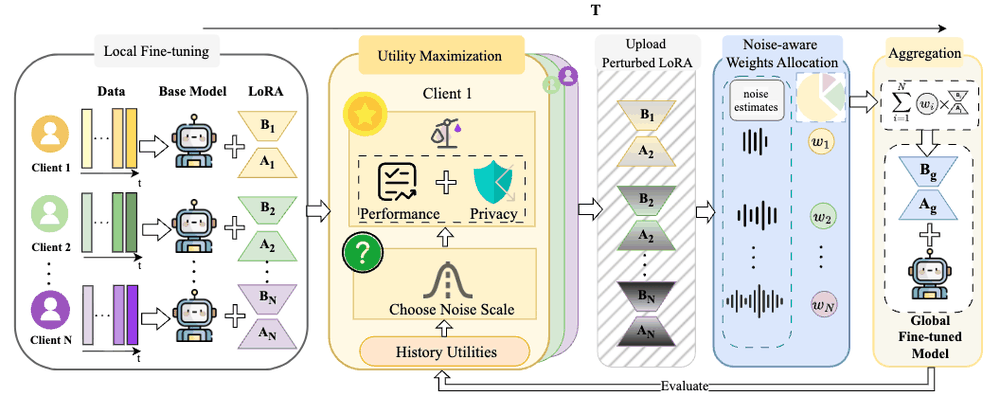 T
Local Fine-tuning
Data
Base Model
LoRA
Client 1
...
t
B1
A1
Client 2
...
t
B2
A2
Client N
...
t
BN
AN
Utility Maximization
Client 1
Performance
Privacy
?
Choose Noise Scale
History Utilities
Upload
Perturbed LoRA
B1
A2
B2
A2
BN
AN
Noise-aware
Weights Allocation
noise
estimates
w1
w2
wN
Aggregation
N
∑ wi ×
i=1
Bg
Ag
Global
Fine-tuned
Model
Evaluate